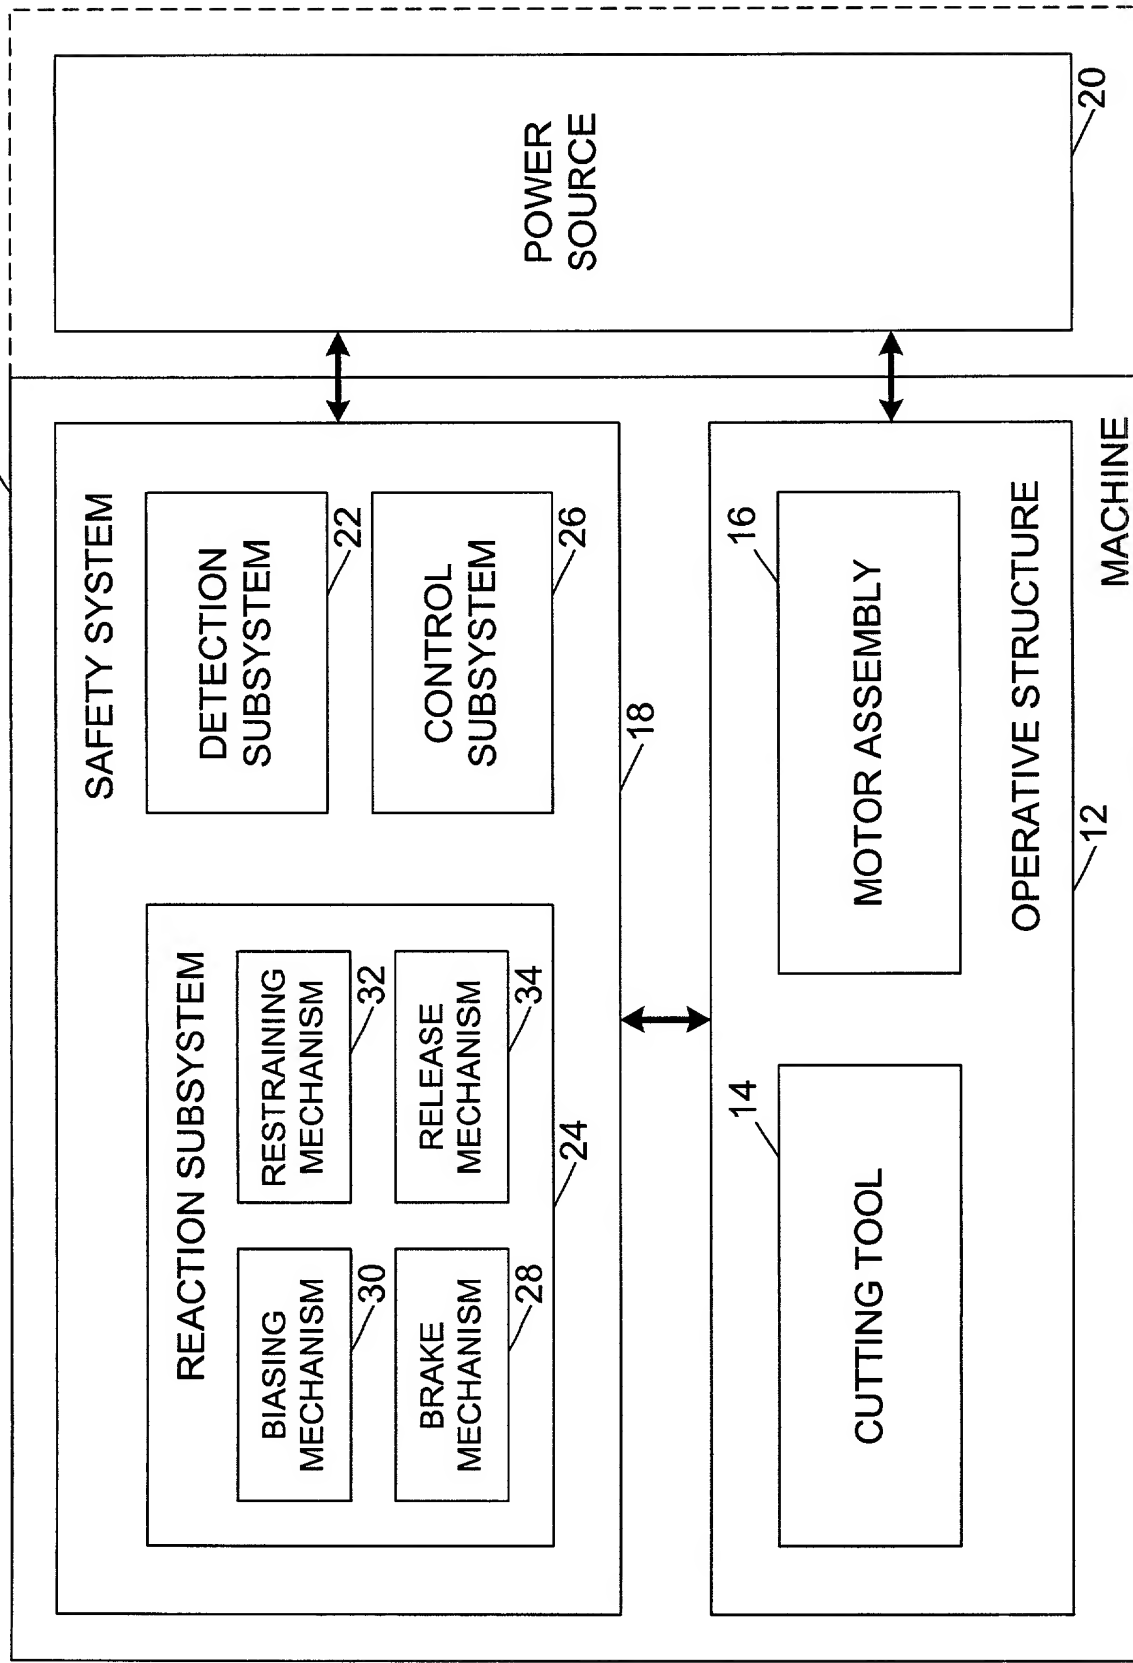 SAFETY SYSTEM
REACTION SUBSYSTEM
BIASING
MECHANISM
30
RESTRAINING
MECHANISM
32
BRAKE
MECHANISM
28
RELEASE
MECHANISM
34
24
DETECTION
SUBSYSTEM
22
CONTROL
SUBSYSTEM
26
18
14
CUTTING TOOL
16
MOTOR ASSEMBLY
OPERATIVE STRUCTURE
12
MACHINE
POWER
SOURCE
20